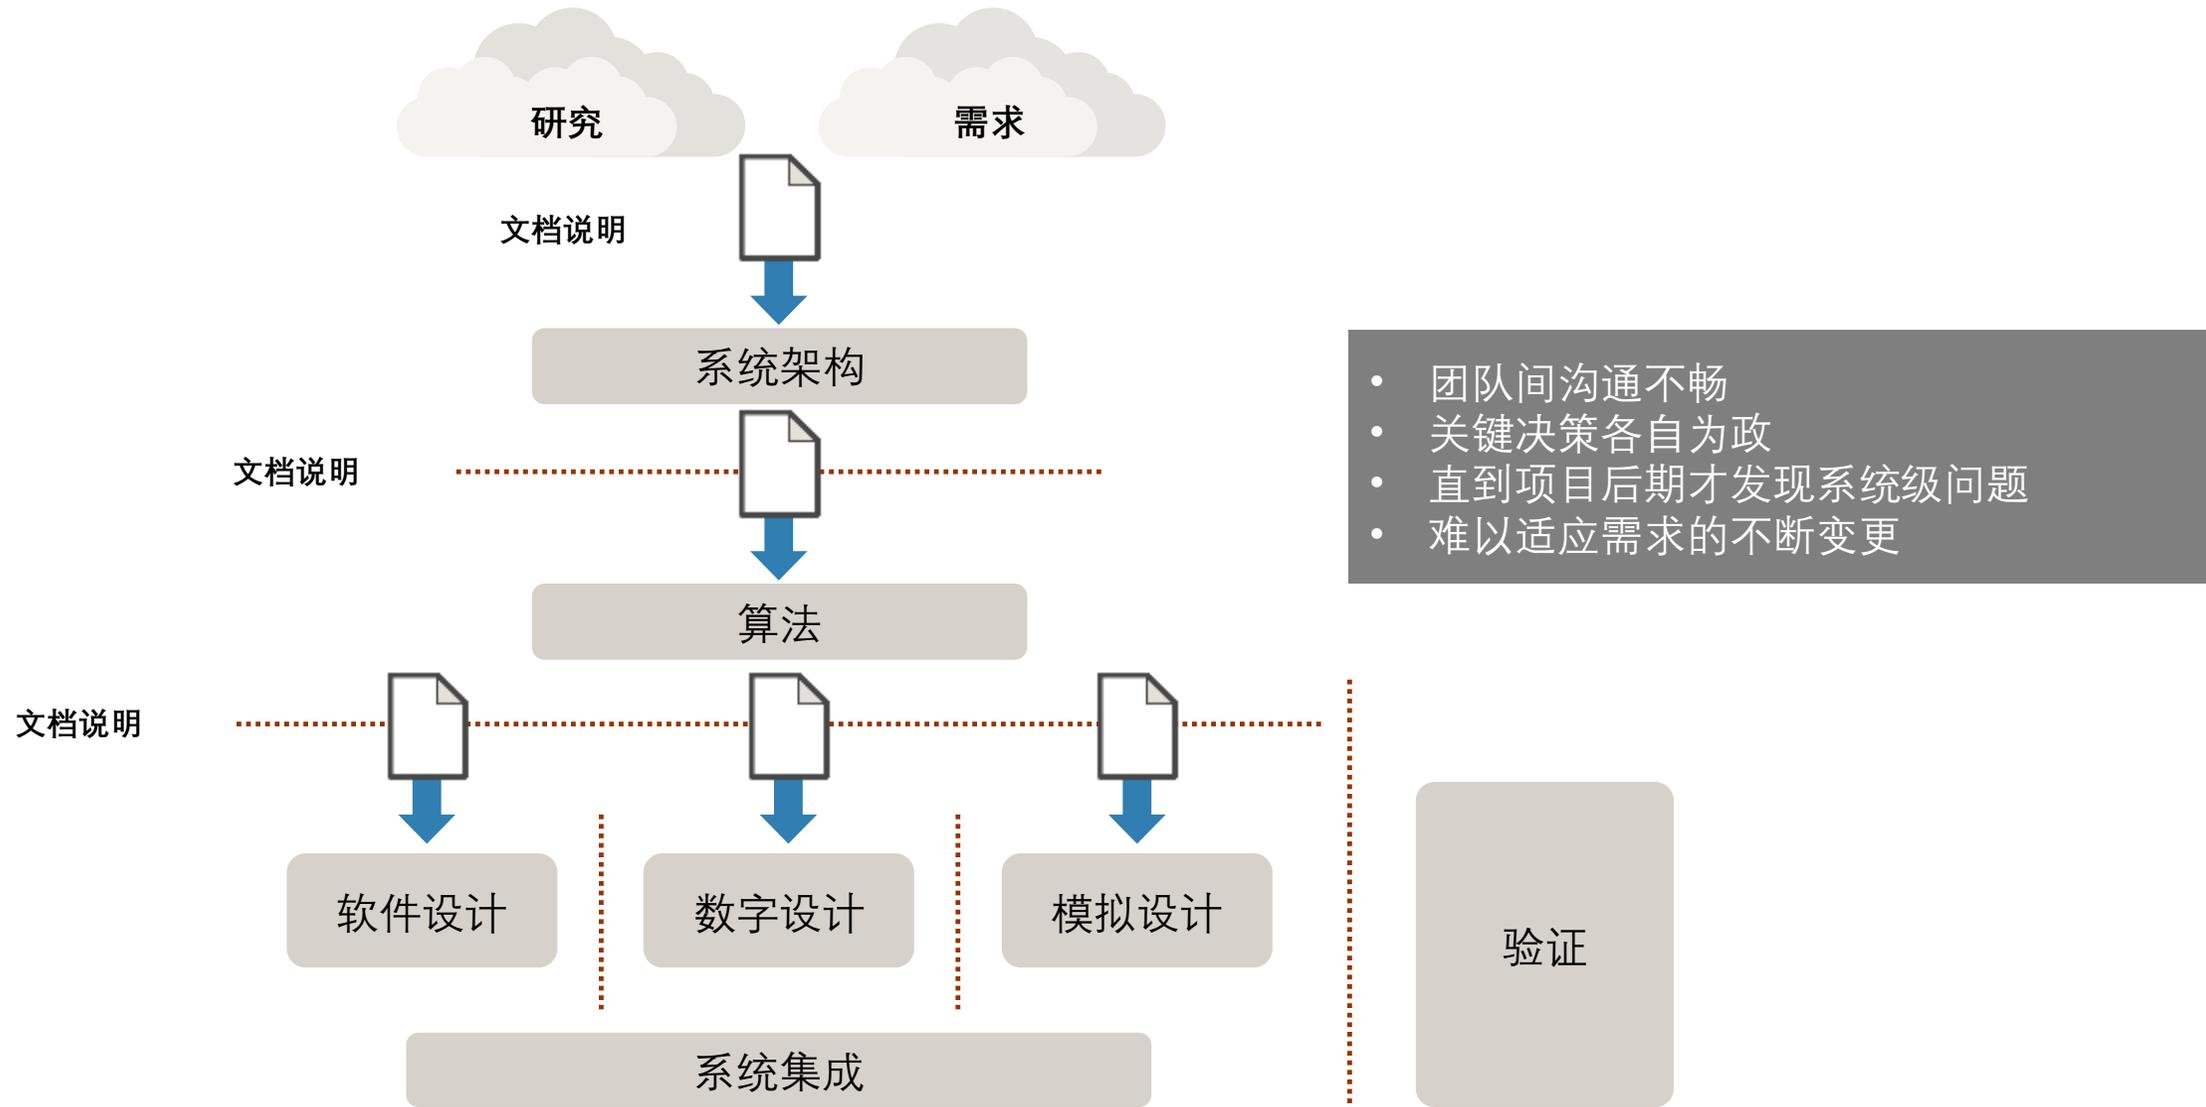 研究
需求
文档说明
系统架构
• 团队间沟通不畅
• 关键决策各自为政
• 直到项目后期才发现系统级问题
• 难以适应需求的不断变更
文档说明
算法
文档说明
软件设计
数字设计
模拟设计
验证
系统集成